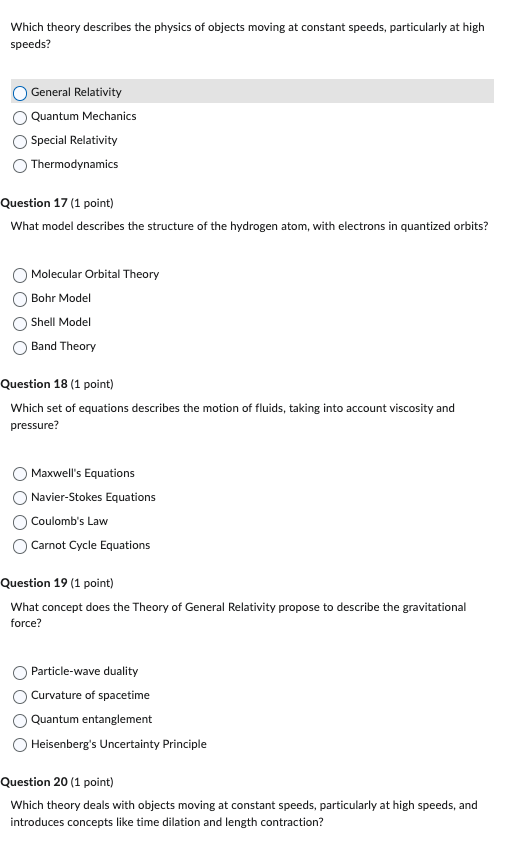 Which theory describes the physics of objects moving at constant speeds, particularly at high
speeds?
General Relativity
Quantum Mechanics
Special Relativity
Thermodynamics
Question 17 (1 point)
What model describes the structure of the hydrogen atom, with electrons in quantized orbits?
Molecular Orbital Theory
Bohr Model
Shell Model
Band Theory
Question 18 (1 point)
Which set of equations describes the motion of fluids, taking into account viscosity and
pressure?
Maxwell's Equations
Navier-Stokes Equations
Coulomb's Law
Carnot Cycle Equations
Question 19 (1 point)
What concept does the Theory of General Relativity propose to describe the gravitational
force?
Particle-wave duality
Curvature of spacetime
Quantum entanglement
Heisenberg's Uncertainty Principle
Question 20 (1 point)
Which theory deals with objects moving at constant speeds, particularly at high speeds, and
introduces concepts like time dilation and length contraction?